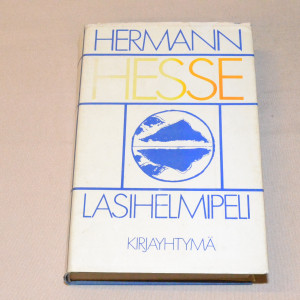 HERMANN
HESSE
LASIHELMIPELI
KIRJAYHTYMÄ